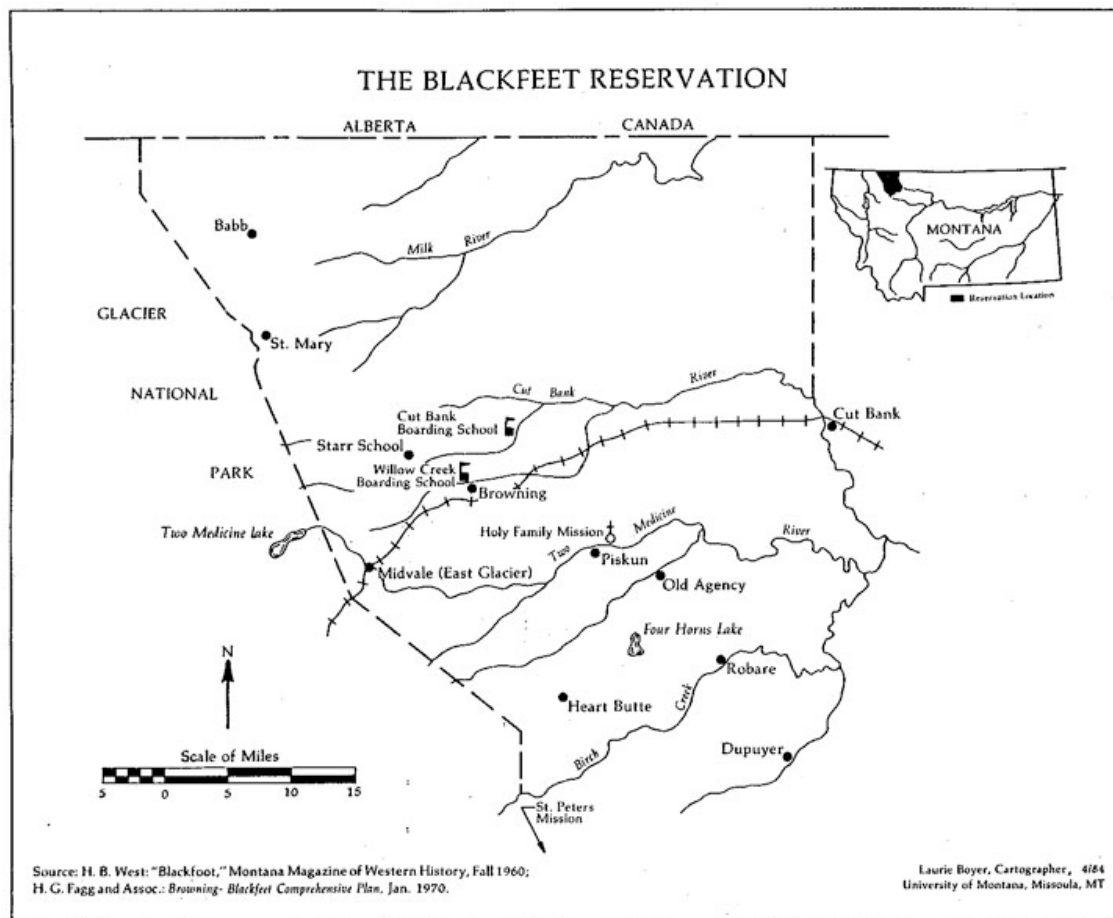 THE BLACKFEET RESERVATION
ALBERTA
CANADA
Babb
Milk River
MONTANA
Reservation Location
GLACIER
St. Mary
NATIONAL
Cut Bank River
Cut Bank
Cut Bank
Boarding School
Starr School
PARK
Willow Creek
Boarding School
Browning
Two Medicine Lake
Holy Family Mission
Two Medicine River
Piskun
Midvale (East Glacier)
Old Agency
Four Horns Lake
N
Robare
Heart Butte
Birch Creek
Dupuyer
Scale of Miles
5 0 5 10 15
St. Peters
Mission
Source: H. B. West: "Blackfoot," Montana Magazine of Western History, Fall 1960;
H. G. Fagg and Assoc.: Browning- Blackfeet Comprehensive Plan, Jan. 1970.
Laurie Boyer, Cartographer, 4/84
University of Montana, Missoula, MT